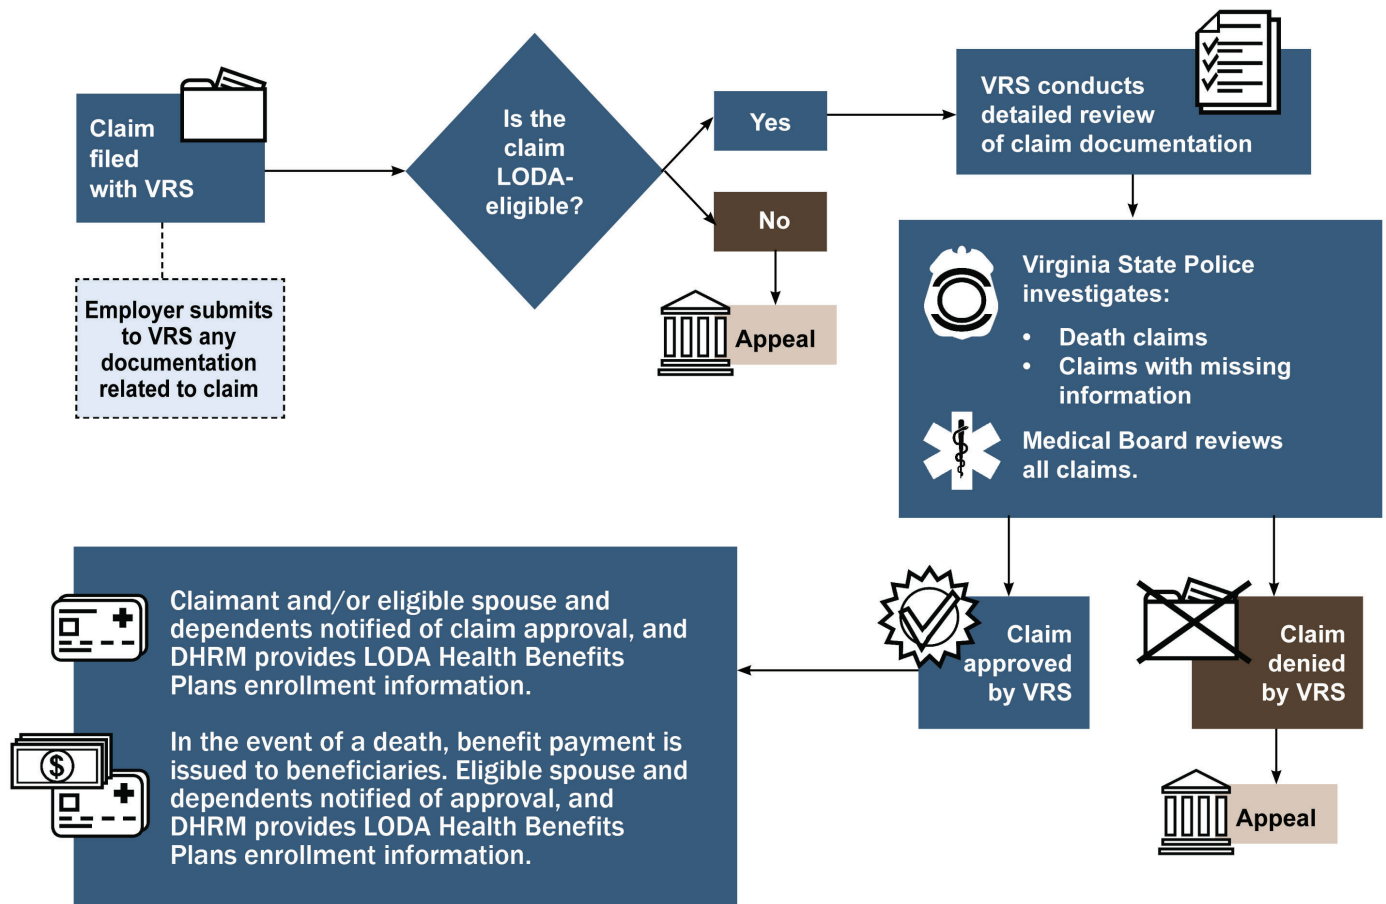 Claim
filed
with VRS
Employer submits
to VRS any
documentation
related to claim
Is the
claim
LODA-
eligible?
Yes
No
Appeal
VRS conducts
detailed review
of claim documentation
Virginia State Police
investigates:
• Death claims
• Claims with missing
information
Medical Board reviews
all claims.
Claim
approved
by VRS
Claim
denied
by VRS
Appeal
Claimant and/or eligible spouse and
dependents notified of claim approval, and
DHRM provides LODA Health Benefits
Plans enrollment information.
$
In the event of a death, benefit payment is
issued to beneficiaries. Eligible spouse and
dependents notified of approval, and
DHRM provides LODA Health Benefits
Plans enrollment information.